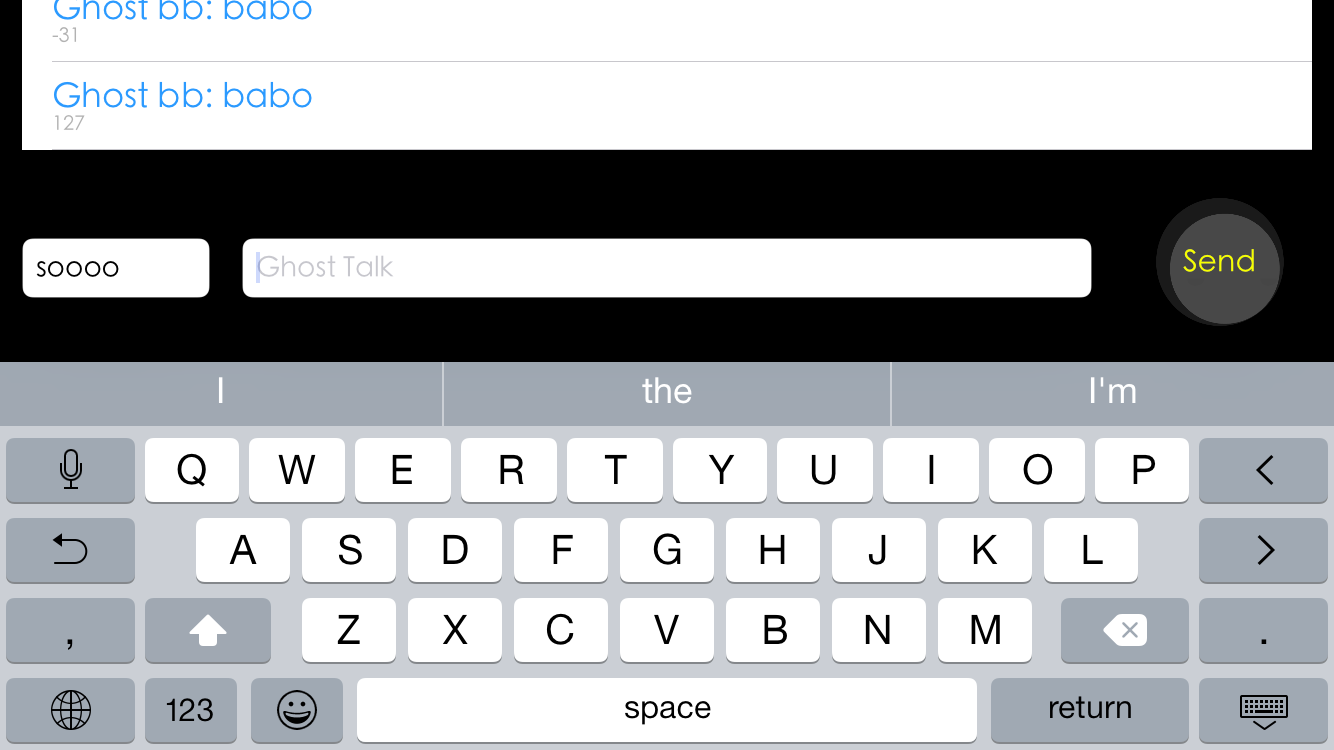 Ghost bb: babo
-31
Ghost bb: babo
127
soooo Ghost Talk Send
I the I'm
Q W E R T Y U I O P <
A S D F G H J K L >
, Z X C V B N M .
123 space return